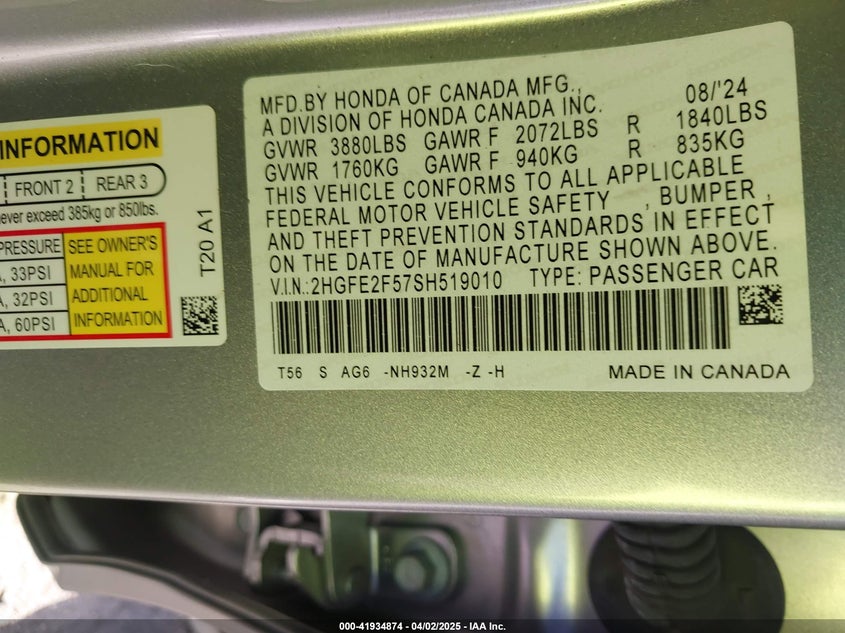 INFORMATION
FRONT 2 | REAR 3
never exceed 385kg or 850lbs.
PRESSURE SEE OWNER'S
33PSI MANUAL FOR
32PSI ADDITIONAL
60PSI INFORMATION
T20 A1
MFD.BY HONDA OF CANADA MFG., 08/'24
A DIVISION OF HONDA CANADA INC.
GVWR 3880LBS GAWR F 2072LBS R 1840LBS
GVWR 1760KG GAWR F 940KG R 835KG
THIS VEHICLE CONFORMS TO ALL APPLICABLE
FEDERAL MOTOR VEHICLE SAFETY , BUMPER ,
AND THEFT PREVENTION STANDARDS IN EFFECT
ON THE DATE OF MANUFACTURE SHOWN ABOVE.
V.I.N.:2HGFE2F57SH519010 TYPE: PASSENGER CAR
T56 S AG6 -NH932M -Z -H MADE IN CANADA
000-41934874 - 04/02/2025 - IAA Inc.